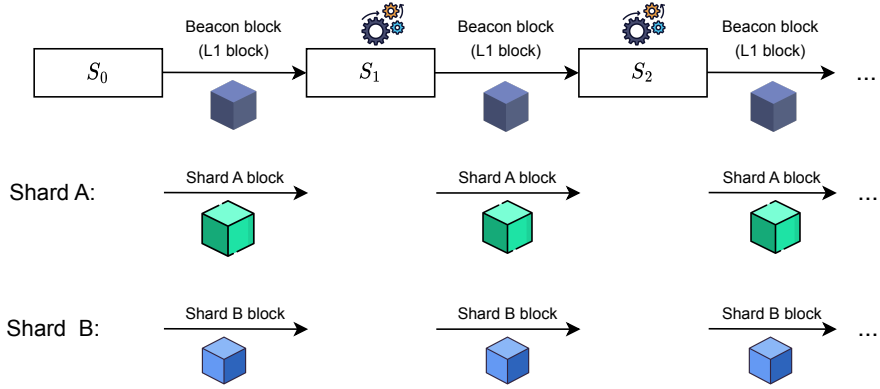 Beacon block
(L1 block)
Beacon block
(L1 block)
Beacon block
(L1 block)
S₀
S₁
S₂
...
Shard A:
Shard A block
Shard A block
Shard A block
...
Shard B:
Shard B block
Shard B block
Shard B block
...